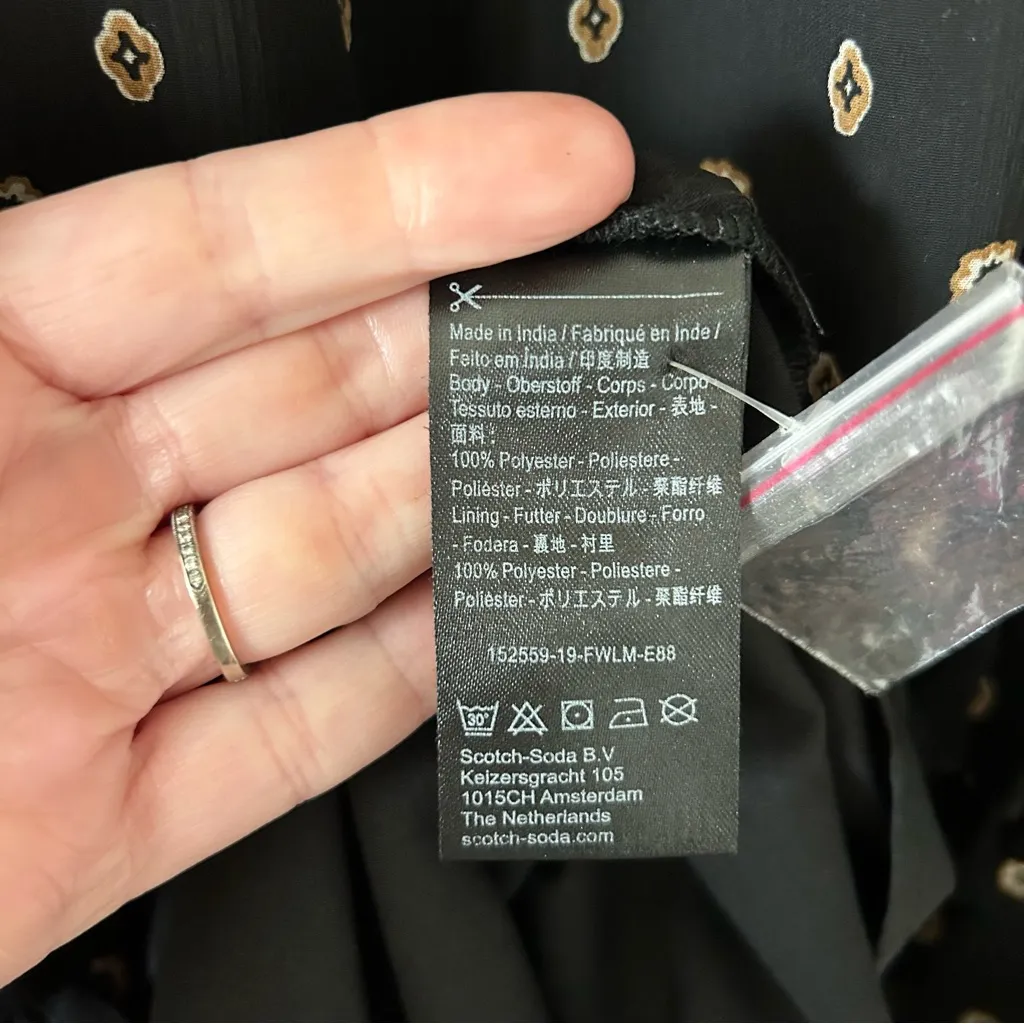 Made in India / Fabriqué en Inde /
Feito em Índia / 印度制造
Body - Oberstoff - Corps - Corpo -
Tessuto esterno - Exterior - 表地 -
面料 :
100% Polyester - Poliestere -
Poliéster - ポリエステル - 聚酯纤维
Lining - Futter - Doublure - Forro
- Fodera - 裏地 - 衬里
100% Polyester - Poliestere -
Poliéster - ポリエステル - 聚酯纤维
152559-19-FWLM-E88
30°
Scotch-Soda B.V
Keizersgracht 105
1015CH Amsterdam
The Netherlands
scotch-soda.com